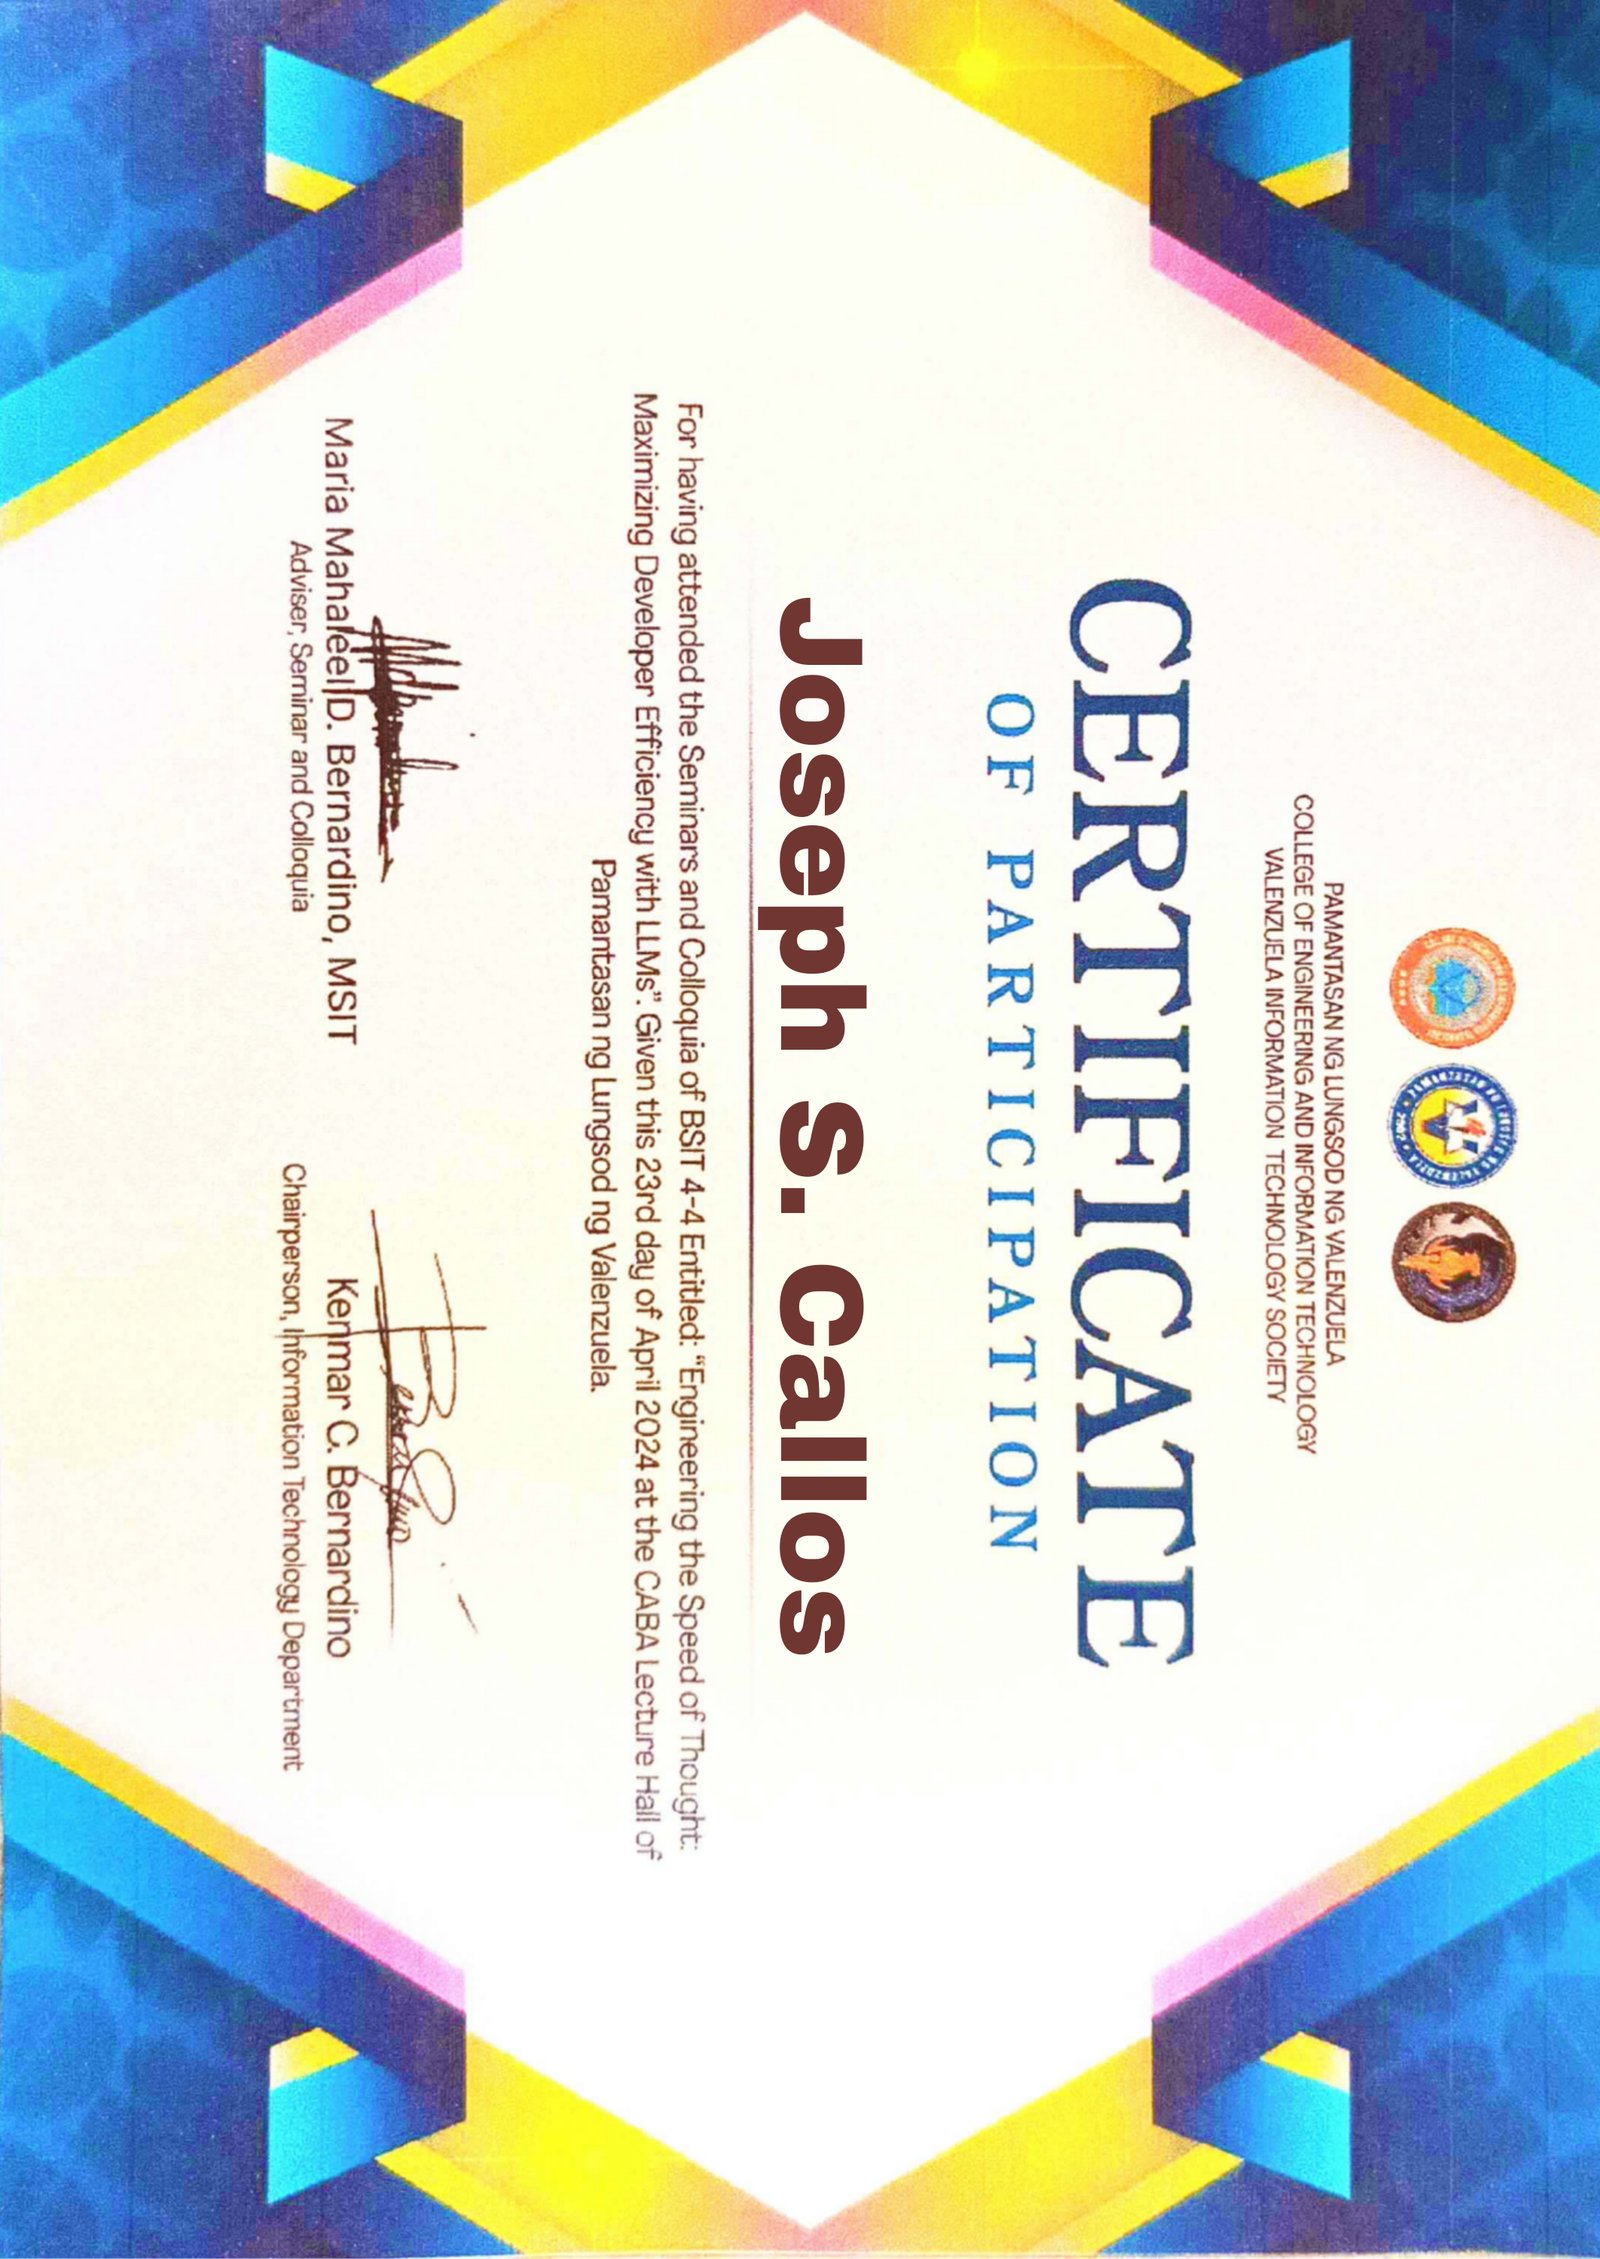 PAMANTASAN NG LUNGSOD NG VALENZUELA
COLLEGE OF ENGINEERING AND INFORMATION TECHNOLOGY
VALENZUELA INFORMATION TECHNOLOGY SOCIETY
CERTIFICATE
OF PARTICIPATION
Joseph S. Callos
For having attended the Seminars and Colloquia of BSIT 4-4 Entitled: “Engineering the Speed of Thought:
Maximizing Developer Efficiency with LLMs”. Given this 23rd day of April 2024 at the CABA Lecture Hall of
Pamantasan ng Lungsod ng Valenzuela.
Maria Mahaleel D. Bernardino, MSIT
Adviser, Seminar and Colloquia
Kenmar C. Bernardino
Chairperson, Information Technology Department